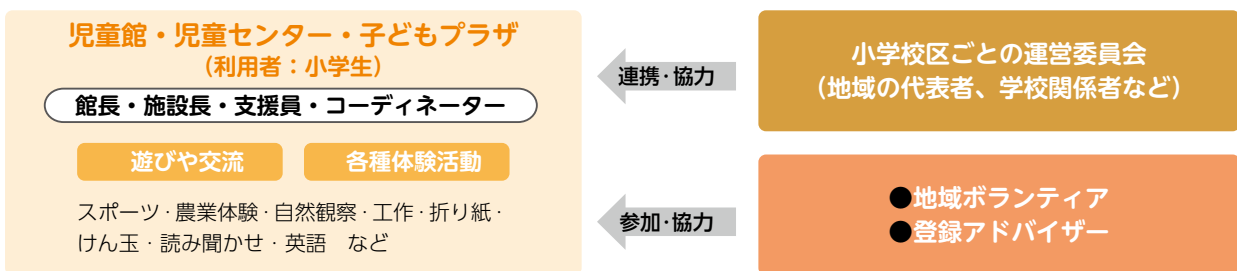 児童館・児童センター・子どもプラザ
(利用者:小学生)
館長・施設長・支援員・コーディネーター
遊びや交流
各種体験活動
スポーツ・農業体験・自然観察・工作・折り紙・
けん玉・読み聞かせ・英語　など
連携・協力
小学校区ごとの運営委員会
(地域の代表者、学校関係者など)
参加・協力
●地域ボランティア
●登録アドバイザー